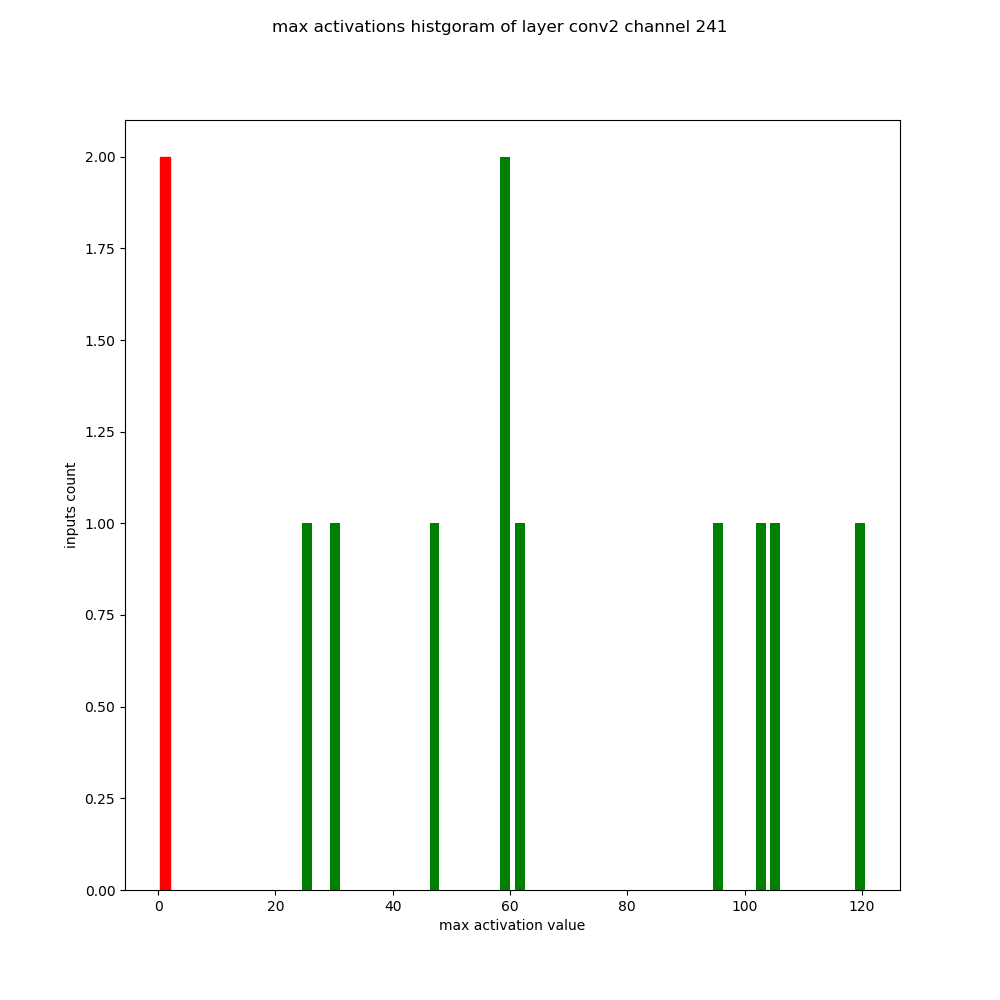 max activations histgoram of layer conv2 channel 241
2.00
1.75
1.50
1.25
1.00
0.75
0.50
0.25
0.00
inputs count
0 20 40 60 80 100 120
max activation value